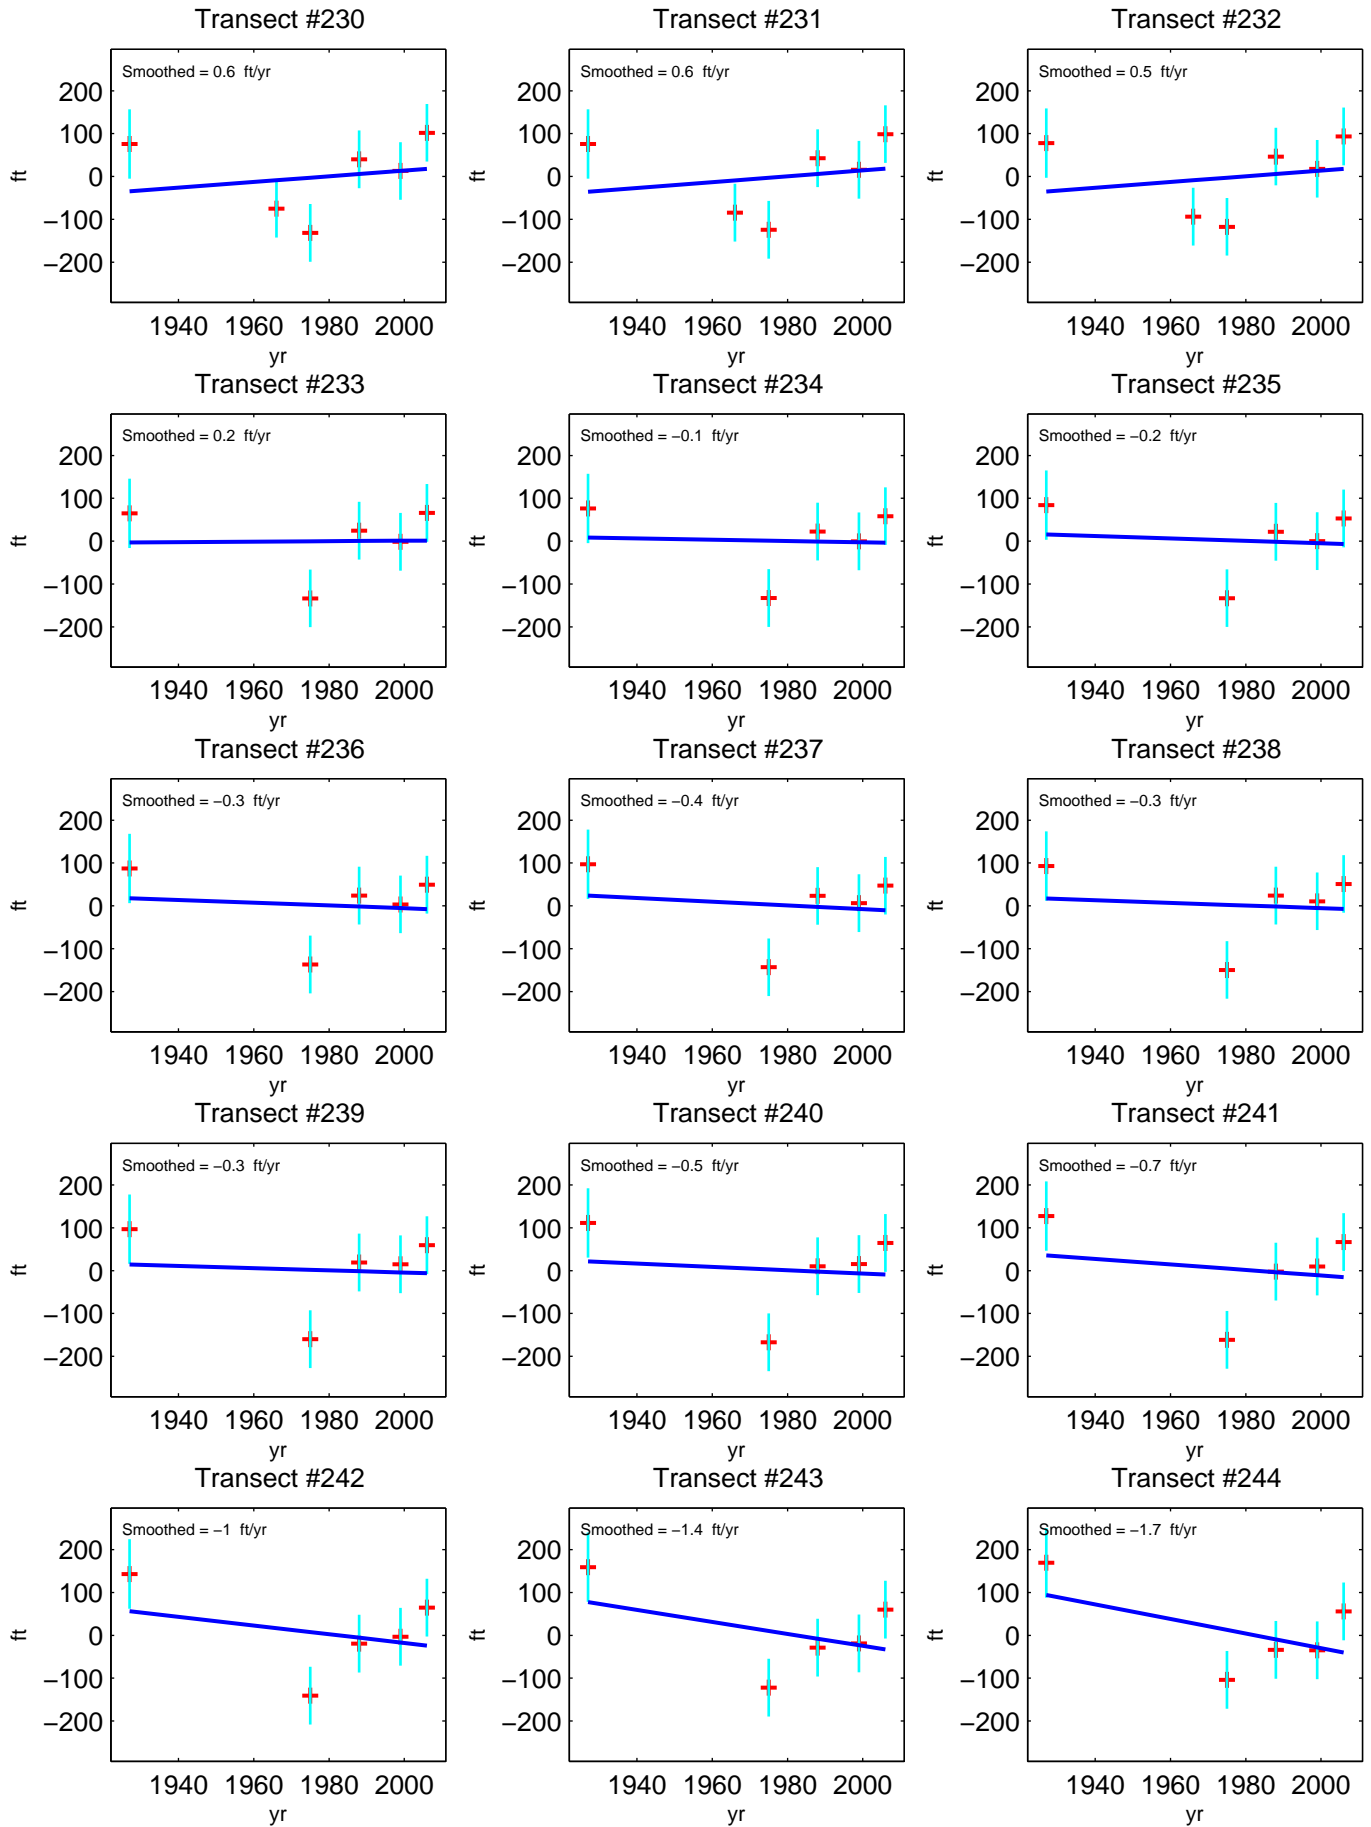 Transect #230
Smoothed = 0.6 ft/yr
200
100
0
−100
−200
ft
1940 1960 1980 2000
yr
Transect #231
Smoothed = 0.6 ft/yr
200
100
0
−100
−200
ft
1940 1960 1980 2000
yr
Transect #232
Smoothed = 0.5 ft/yr
200
100
0
−100
−200
ft
1940 1960 1980 2000
yr
Transect #233
Smoothed = 0.2 ft/yr
200
100
0
−100
−200
ft
1940 1960 1980 2000
yr
Transect #234
Smoothed = −0.1 ft/yr
200
100
0
−100
−200
ft
1940 1960 1980 2000
yr
Transect #235
Smoothed = −0.2 ft/yr
200
100
0
−100
−200
ft
1940 1960 1980 2000
yr
Transect #236
Smoothed = −0.3 ft/yr
200
100
0
−100
−200
ft
1940 1960 1980 2000
yr
Transect #237
Smoothed = −0.4 ft/yr
200
100
0
−100
−200
ft
1940 1960 1980 2000
yr
Transect #238
Smoothed = −0.3 ft/yr
200
100
0
−100
−200
ft
1940 1960 1980 2000
yr
Transect #239
Smoothed = −0.3 ft/yr
200
100
0
−100
−200
ft
1940 1960 1980 2000
yr
Transect #240
Smoothed = −0.5 ft/yr
200
100
0
−100
−200
ft
1940 1960 1980 2000
yr
Transect #241
Smoothed = −0.7 ft/yr
200
100
0
−100
−200
ft
1940 1960 1980 2000
yr
Transect #242
Smoothed = −1 ft/yr
200
100
0
−100
−200
ft
1940 1960 1980 2000
yr
Transect #243
Smoothed = −1.4 ft/yr
200
100
0
−100
−200
ft
1940 1960 1980 2000
yr
Transect #244
Smoothed = −1.7 ft/yr
200
100
0
−100
−200
ft
1940 1960 1980 2000
yr